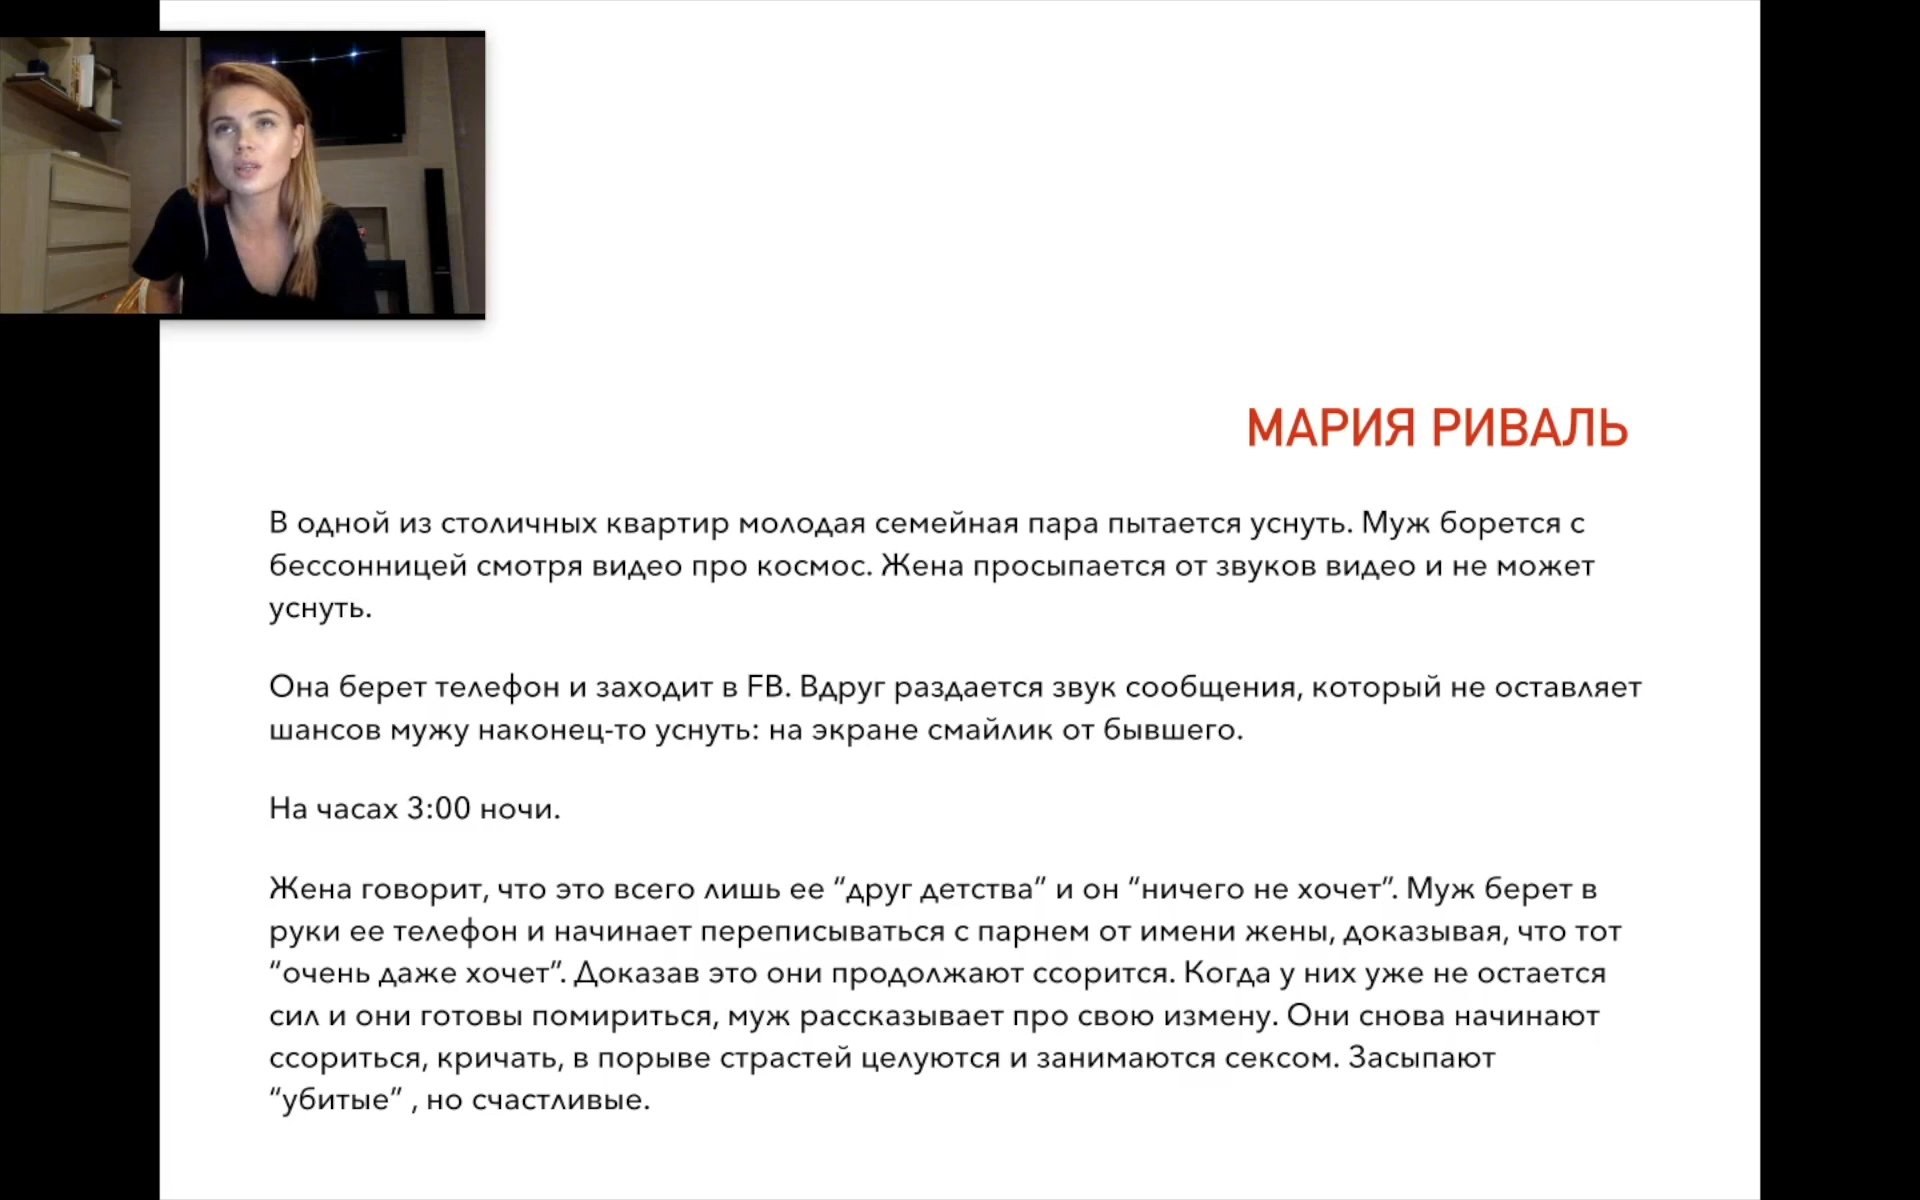 МАРИЯ РИВАЛЬ
В одной из столичных квартир молодая семейная пара пытается уснуть. Муж борется с
бессонницей смотря видео про космос. Жена просыпается от звуков видео и не может
уснуть.
Она берет телефон и заходит в FB. Вдруг раздается звук сообщения, который не оставляет
шансов мужу наконец-то уснуть: на экране смайлик от бывшего.
На часах 3:00 ночи.
Жена говорит, что это всего лишь ее “друг детства” и он “ничего не хочет”. Муж берет в
руки ее телефон и начинает переписываться с парнем от имени жены, доказывая, что тот
“очень даже хочет”. Доказав это они продолжают ссорится. Когда у них уже не остается
сил и они готовы помириться, муж рассказывает про свою измену. Они снова начинают
ссориться, кричать, в порыве страстей целуются и занимаются сексом. Засыпают
“убитые” , но счастливые.